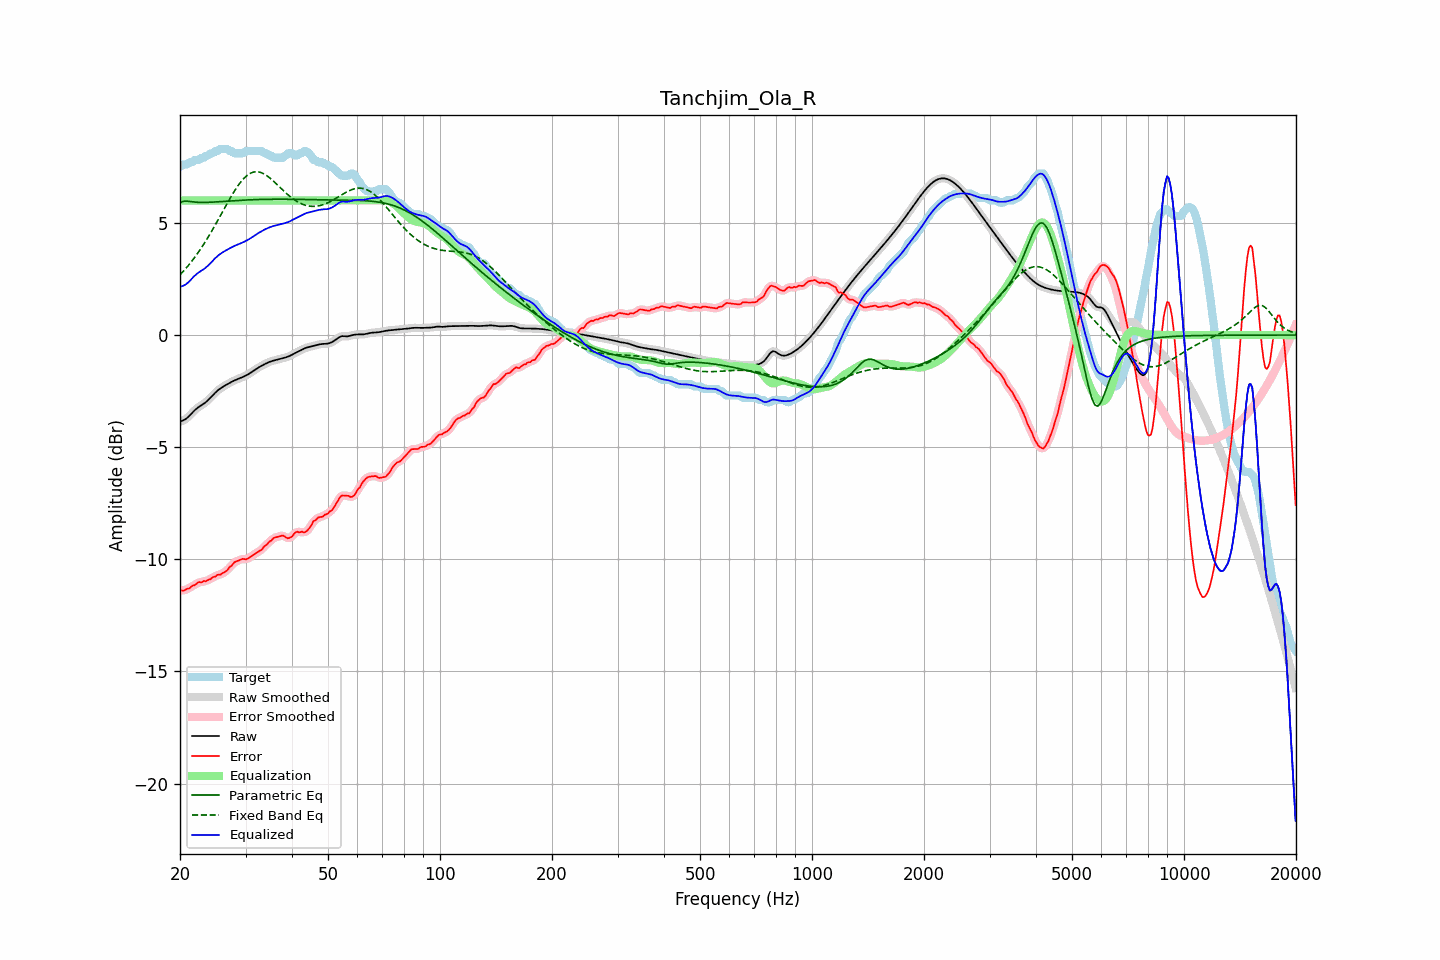 Tanchjim_Ola_R
Amplitude (dBr)
5
0
−5
−10
−15
−20
Target
Raw Smoothed
Error Smoothed
Raw
Error
Equalization
Parametric Eq
Fixed Band Eq
Equalized
20 50 100 200 500 1000 2000 5000 10000 20000
Frequency (Hz)